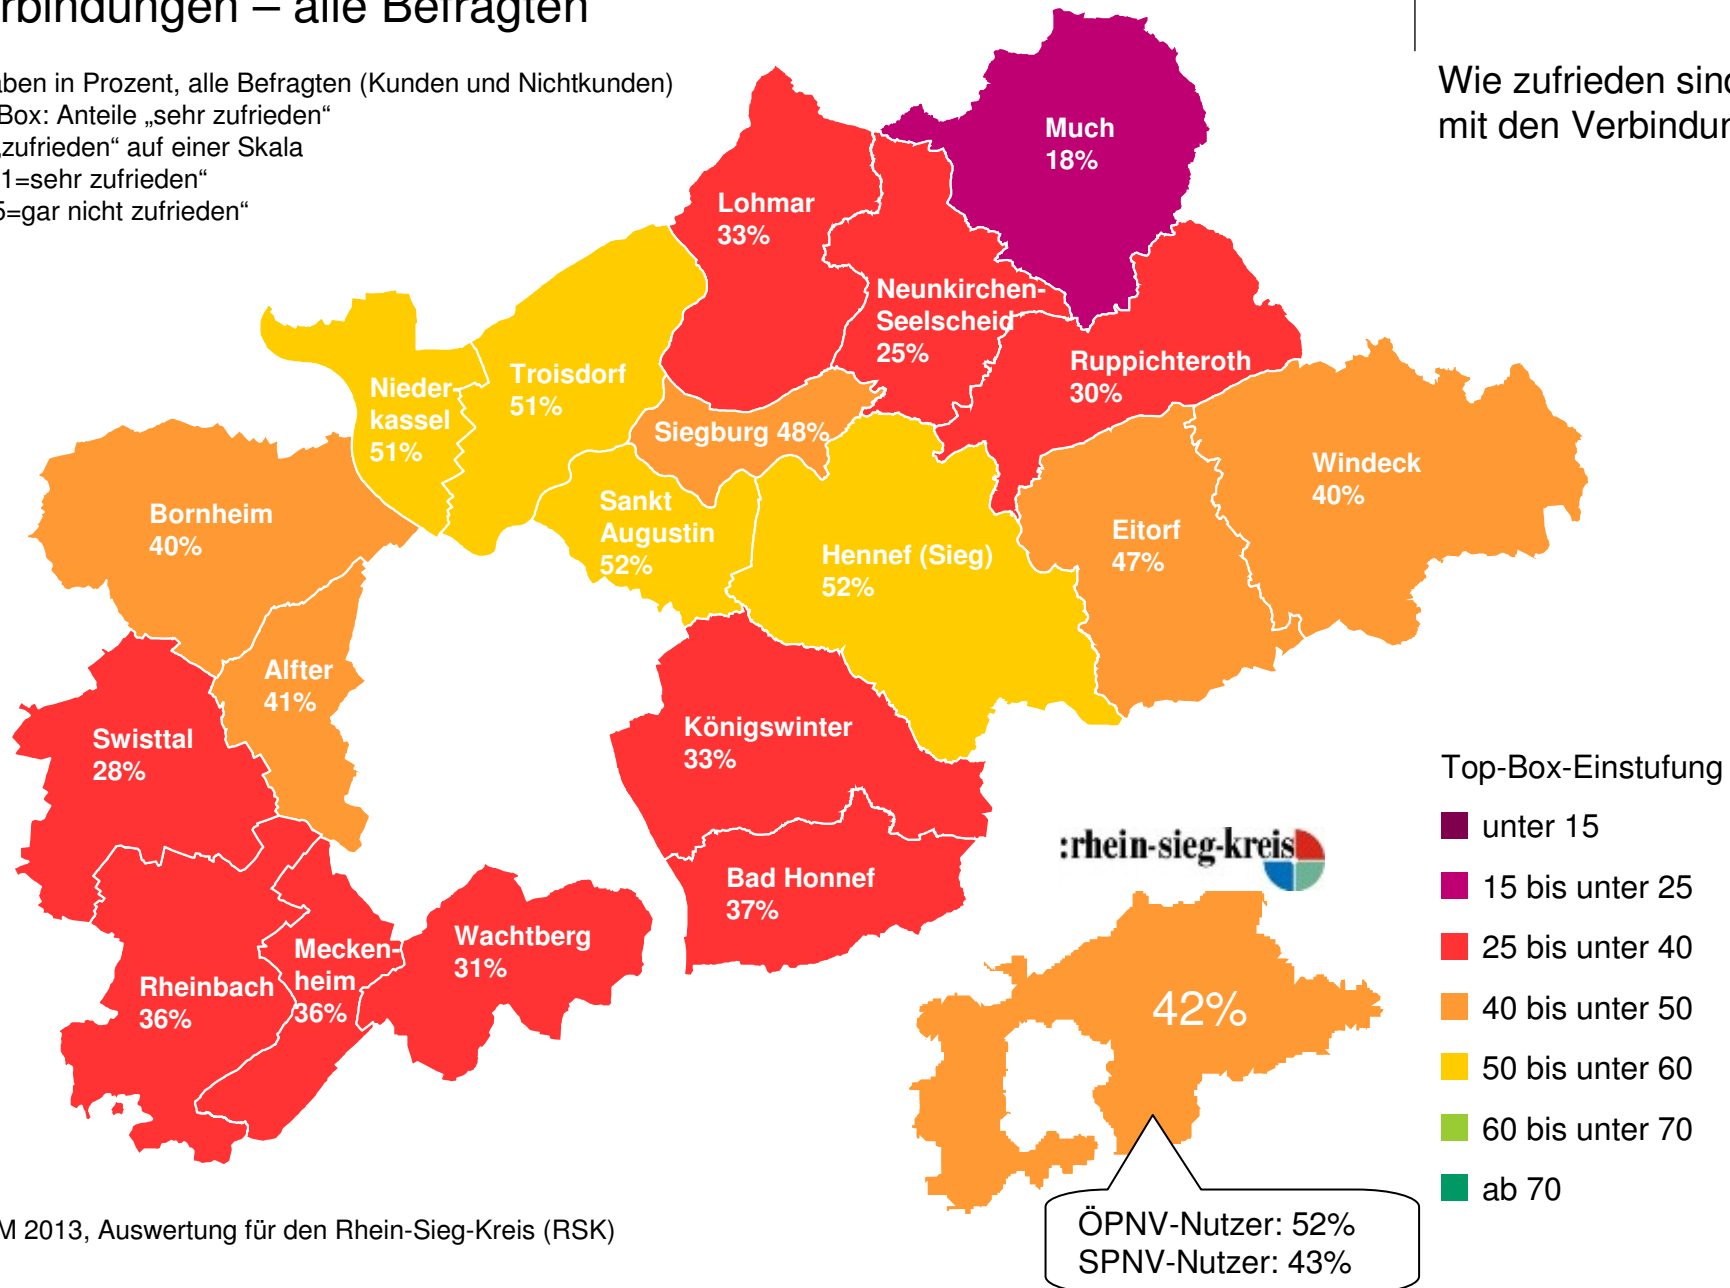 rbindungen – alle Befragten
aben in Prozent, alle Befragten (Kunden und Nichtkunden)
Box: Anteile „sehr zufrieden“
„zufrieden“ auf einer Skala
1=sehr zufrieden“
5=gar nicht zufrieden“
Wie zufrieden sind
mit den Verbindun
Much
18%
Lohmar
33%
Neunkirchen-
Seelscheid
25%
Ruppichteroth
30%
Troisdorf
51%
Nieder-
kassel
51%
Siegburg 48%
Windeck
40%
Bornheim
40%
Sankt
Augustin
52%
Hennef (Sieg)
52%
Eitorf
47%
Alfter
41%
Swisttal
28%
Königswinter
33%
Bad Honnef
37%
Wachtberg
31%
Mecken-
heim
36%
Rheinbach
36%
:rhein-sieg-kreis
42%
ÖPNV-Nutzer: 52%
SPNV-Nutzer: 43%
Top-Box-Einstufung
unter 15
15 bis unter 25
25 bis unter 40
40 bis unter 50
50 bis unter 60
60 bis unter 70
ab 70
M 2013, Auswertung für den Rhein-Sieg-Kreis (RSK)